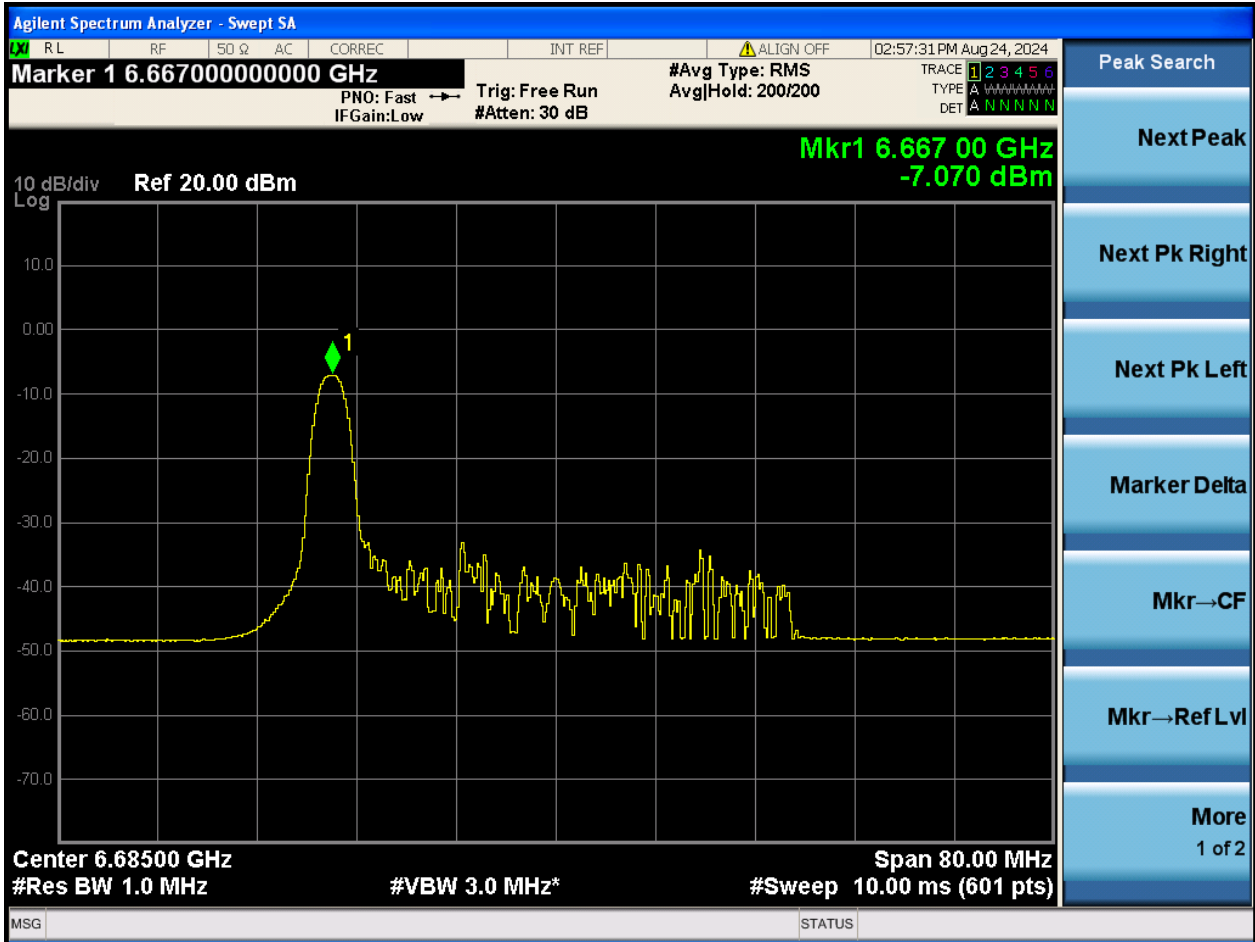 Agilent Spectrum Analyzer - Swept SA
LXI RL RF 50 Ω AC CORREC INT REF ALIGN OFF 02:57:31 PM Aug 24, 2024
Marker 1 6.667000000000 GHz
PNO: Fast
IFGain:Low
Trig: Free Run
#Atten: 30 dB
#Avg Type: RMS
Avg|Hold: 200/200
TRACE 1 2 3 4 5 6
TYPE A
DET A N N N N N
Peak Search
Mkr1 6.667 00 GHz
-7.070 dBm
10 dB/div Ref 20.00 dBm
Log
10.0
0.00
-10.0
-20.0
-30.0
-40.0
-50.0
-60.0
-70.0
1
Center 6.68500 GHz Span 80.00 MHz
#Res BW 1.0 MHz #VBW 3.0 MHz* #Sweep 10.00 ms (601 pts)
Next Peak
Next Pk Right
Next Pk Left
Marker Delta
Mkr→CF
Mkr→Ref Lvl
More
1 of 2
MSG STATUS